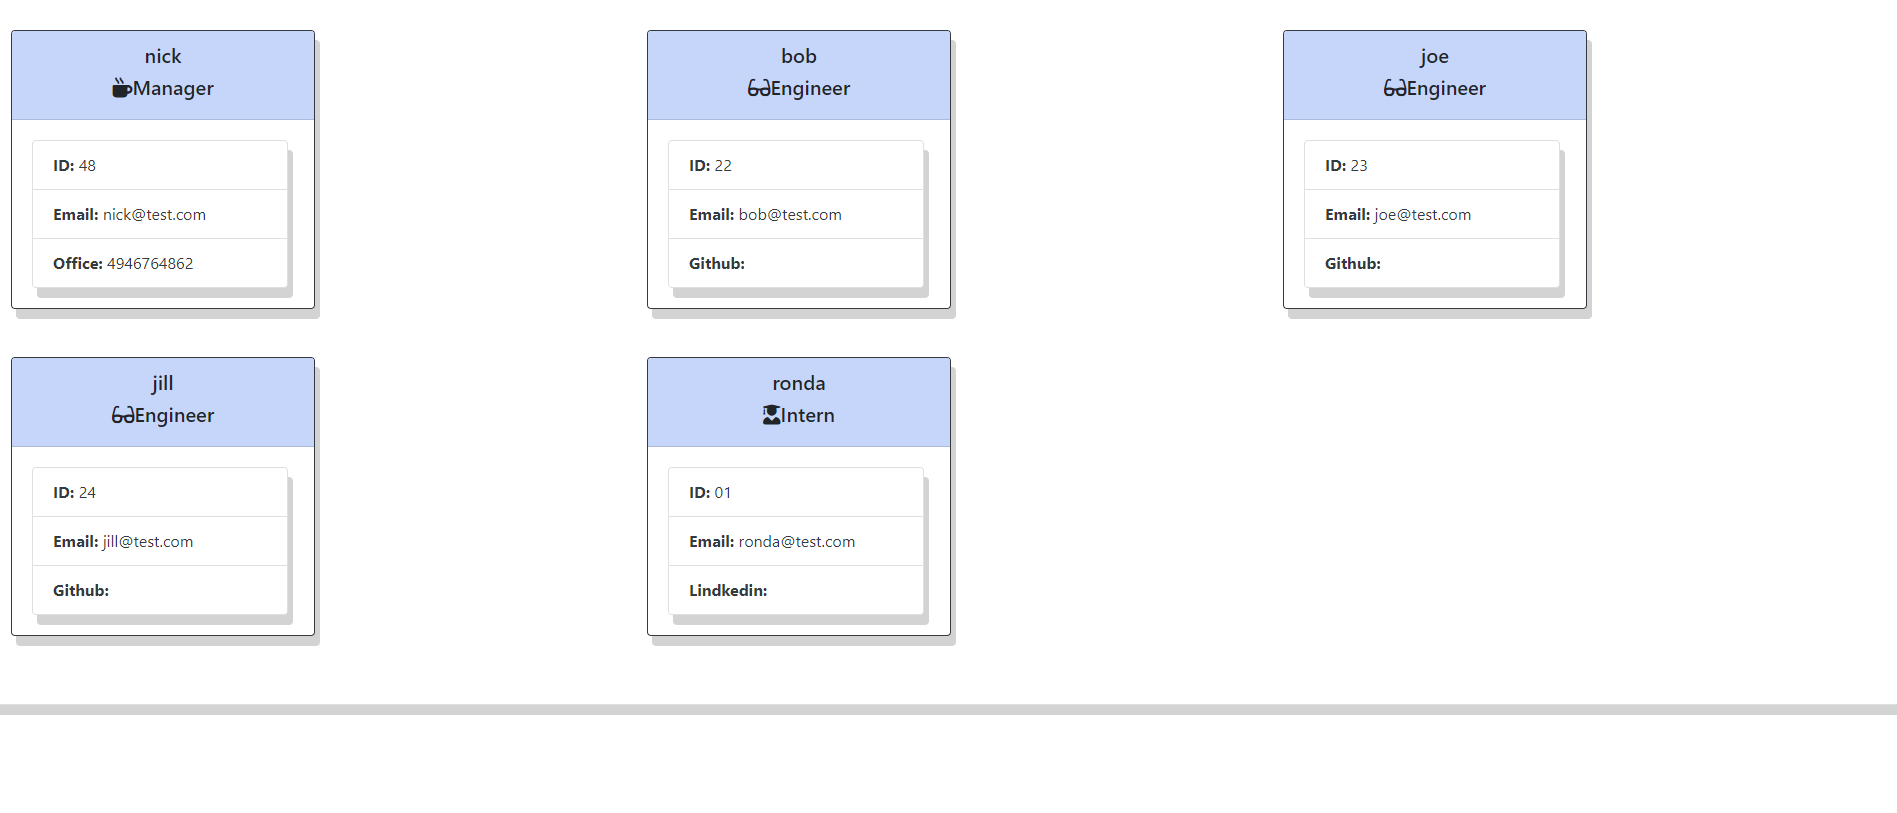 nick
Manager
ID: 48
Email: nick@test.com
Office: 4946764862
bob
Engineer
ID: 22
Email: bob@test.com
Github:
joe
Engineer
ID: 23
Email: joe@test.com
Github:
jill
Engineer
ID: 24
Email: jill@test.com
Github:
ronda
Intern
ID: 01
Email: ronda@test.com
Lindkedin: